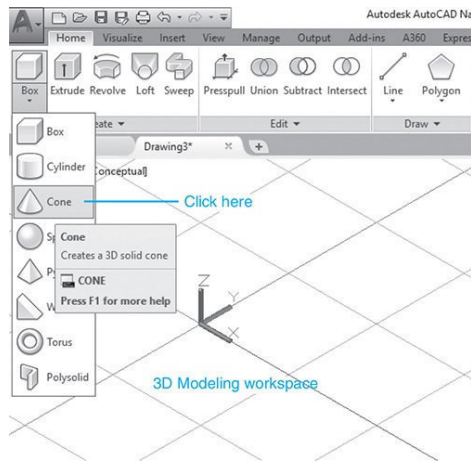 Autodesk AutoCAD Na
Home Visualize Insert View Manage Output Add-ins A360 Expres
Box Extrude Revolve Loft Sweep Presspull Union Subtract Intersect Line Polygon
eate Edit Draw
Box Drawing3*
Cylinder Conceptual]
Cone Click here
Sp Cone
Creates a 3D solid cone
Py CONE
W Press F1 for more help
Z
Y
X
Torus
Polysolid 3D Modeling workspace